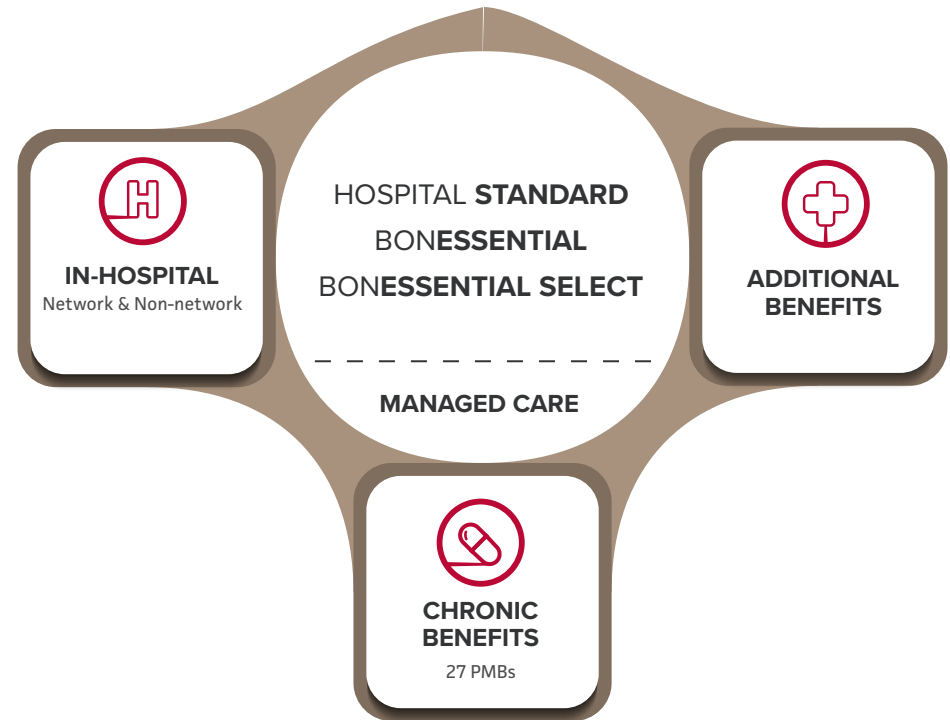 HOSPITAL STANDARD
BONESSENTIAL
BONESSENTIAL SELECT
MANAGED CARE
IN-HOSPITAL
Network & Non-network
ADDITIONAL
BENEFITS
CHRONIC
BENEFITS
27 PMBs